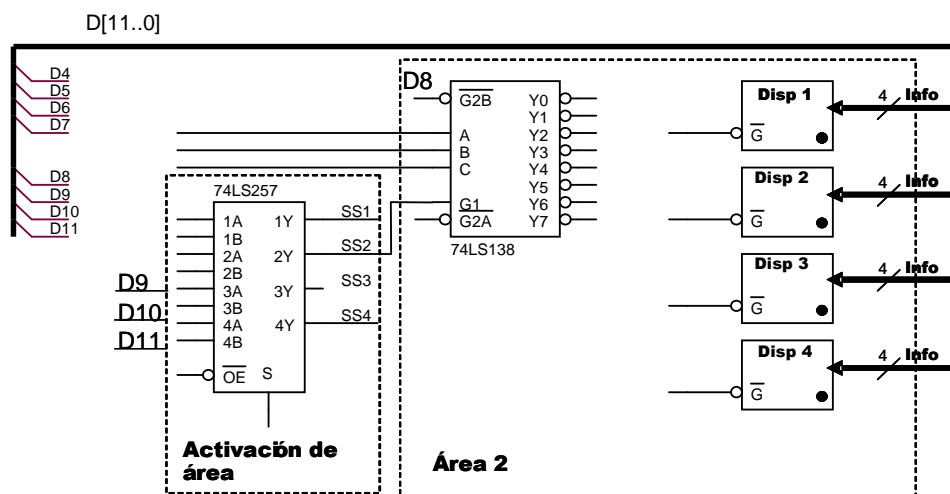 D[11..0]
D4
D5
D6
D7
D8
D9
D10
D11
D9
D10
D11
74LS257
1A 1Y
1B
2A 2Y
2B
3A 3Y
3B
4A 4Y
4B
OE S
SS1
SS2
SS3
SS4
Activación de
área
D8
G2B Y0
Y1
A Y2
B Y3
C Y4
Y5
G1 Y6
G2A Y7
74LS138
Área 2
Disp 1
G
4 Info
Disp 2
G
4 Info
Disp 3
G
4 Info
Disp 4
G
4 Info